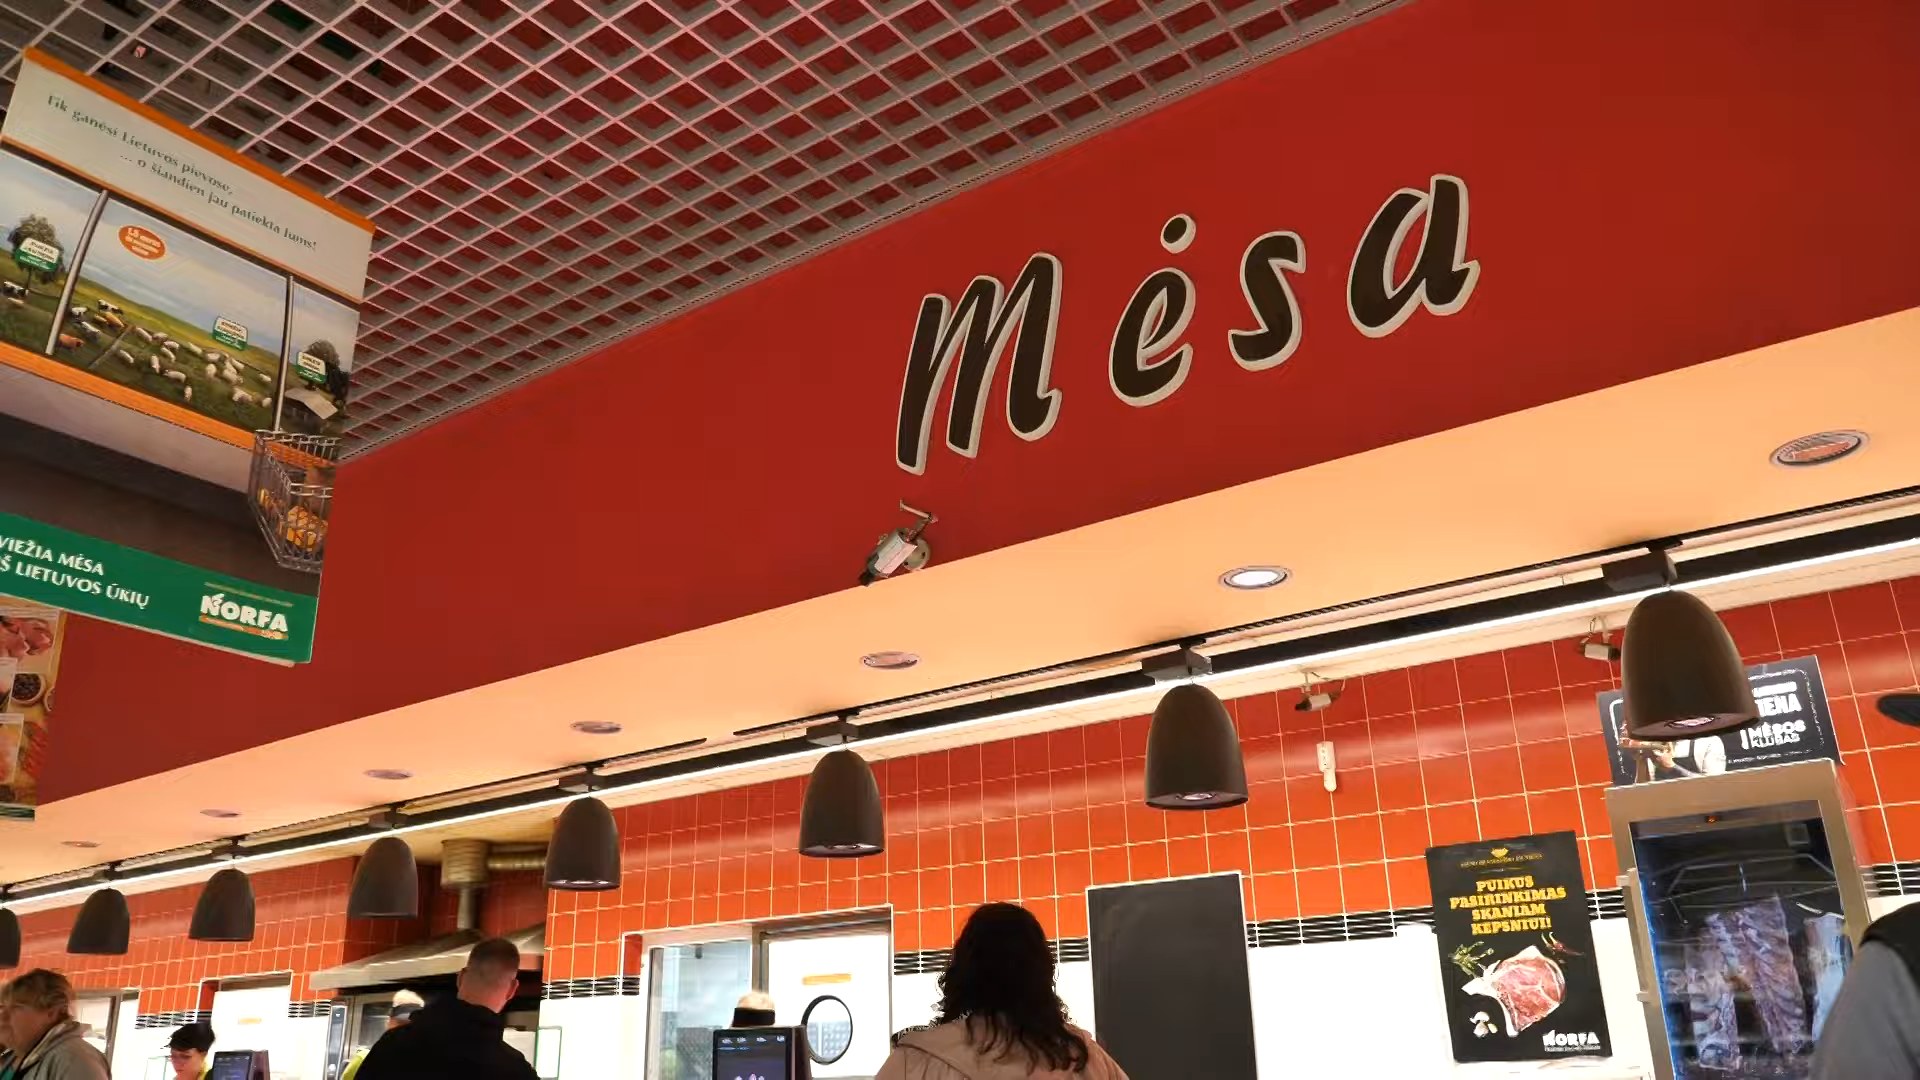 Tik ganėsi Lietuvos pievose,
... o šiandien jau patiekta Jums!
VIEŽIA MĖSA
Š LIETUVOS ŪKIŲ
NORFA
Mėsa
IENA
MĖSOS
KLUBAS
PUIKUS
PASIRINKIMAS
SKANIAM
KEPSNIUI!
NORFA